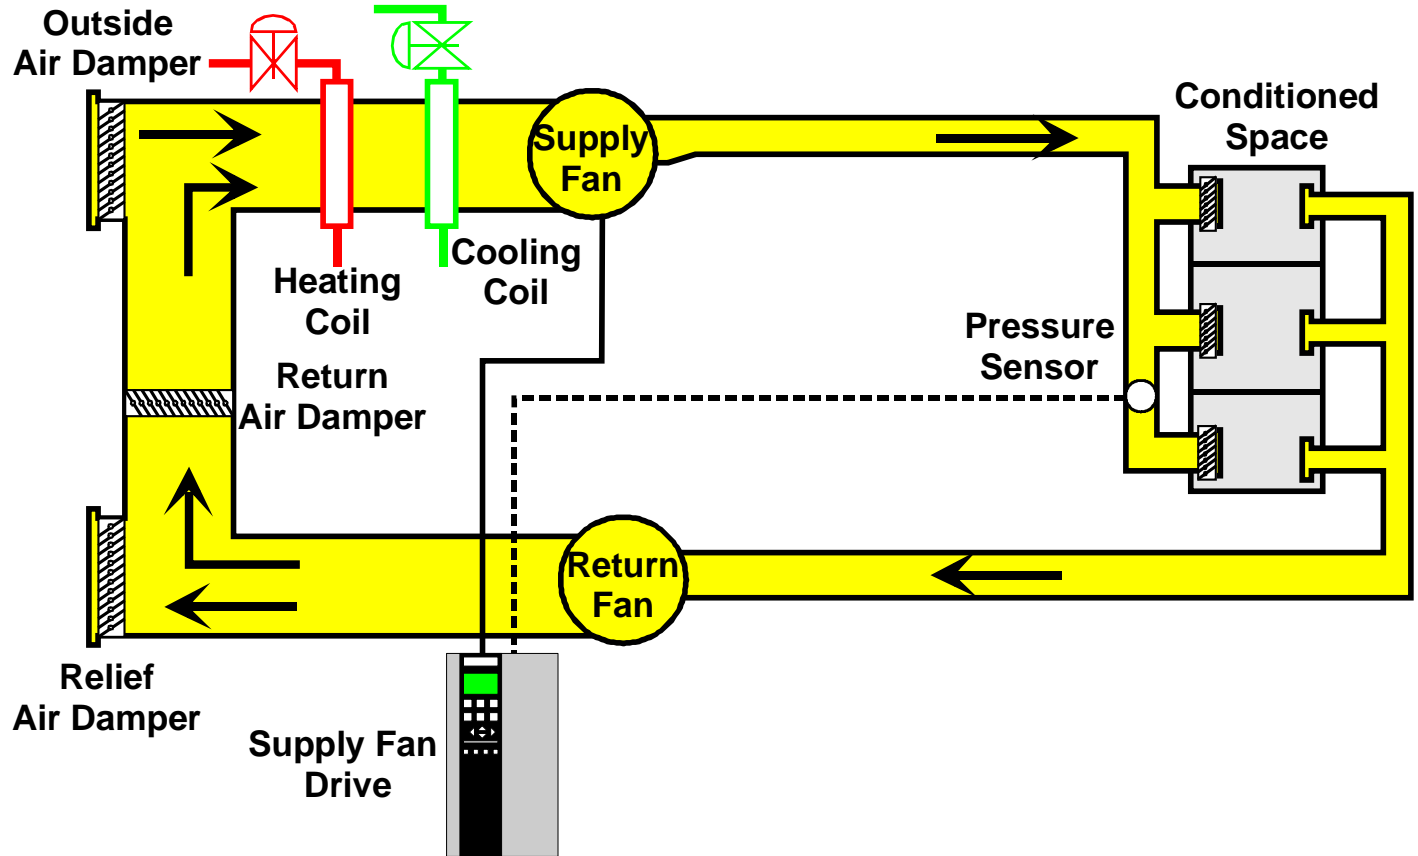 Outside
Air Damper
Conditioned
Space
Supply
Fan
Heating
Coil
Cooling
Coil
Pressure
Sensor
Return
Air Damper
Return
Fan
Relief
Air Damper
Supply Fan
Drive